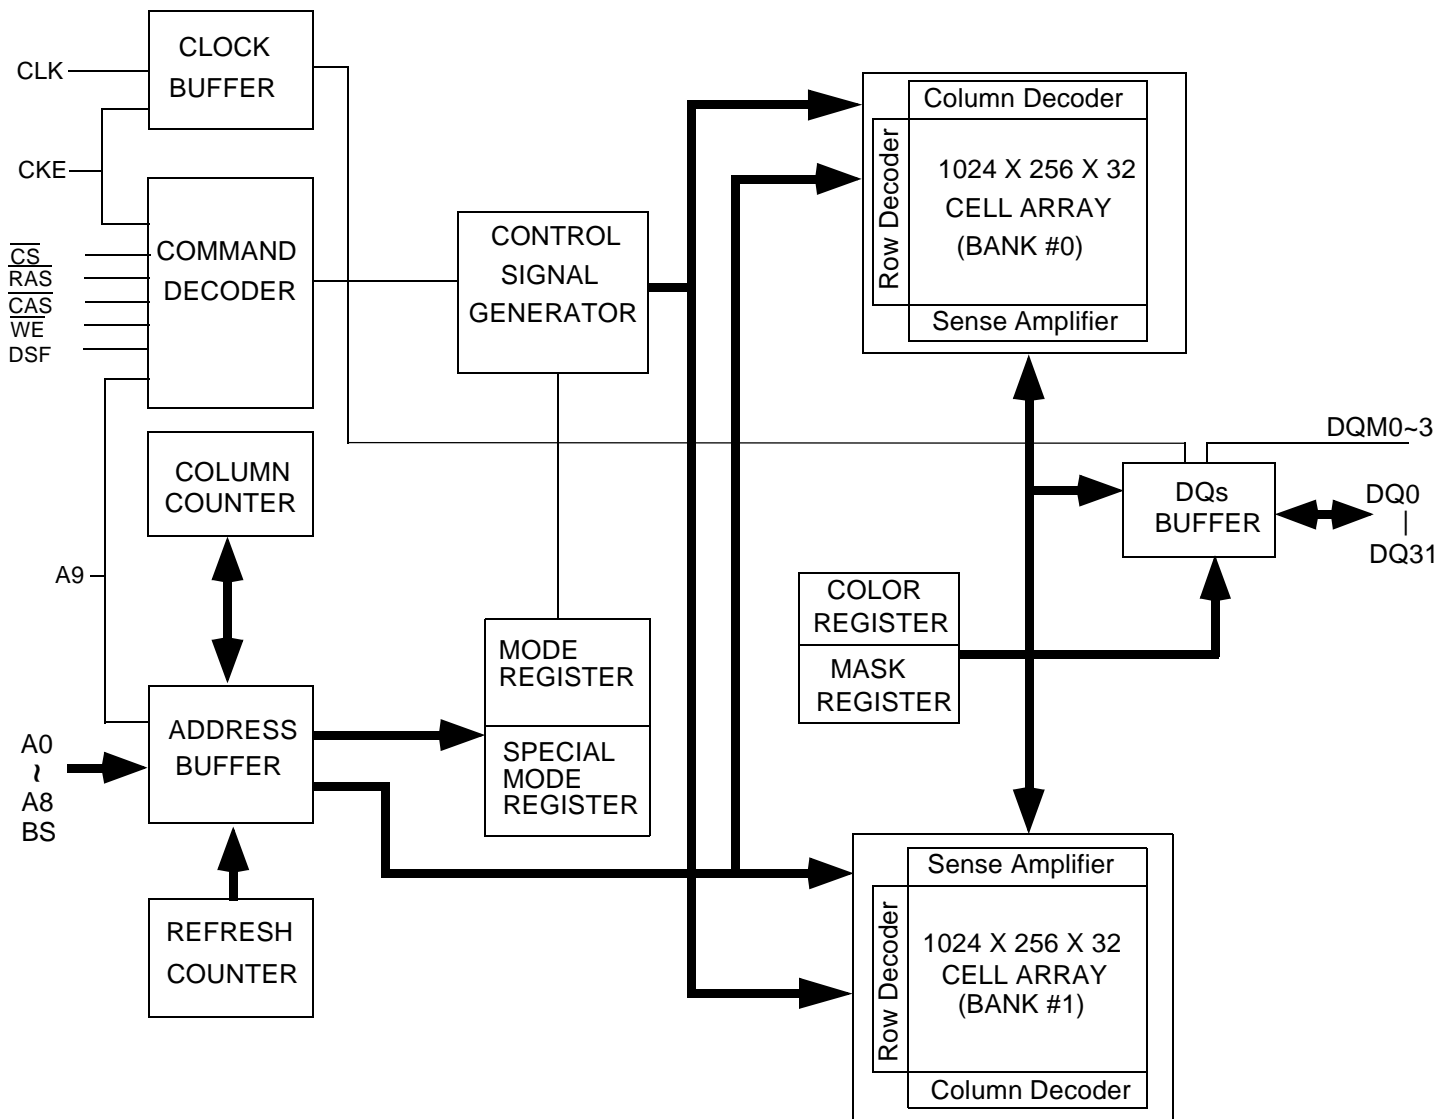 CLK
CLOCK
BUFFER
CKE
CS
RAS
CAS
WE
DSF
COMMAND
DECODER
CONTROL
SIGNAL
GENERATOR
Column Decoder
Row Decoder
1024 X 256 X 32
CELL ARRAY
(BANK #0)
Sense Amplifier
COLUMN
COUNTER
A9
DQM0~3
DQs
BUFFER
DQ0
|
DQ31
COLOR
REGISTER
MASK
REGISTER
MODE
REGISTER
SPECIAL
MODE
REGISTER
A0
~
A8
BS
ADDRESS
BUFFER
REFRESH
COUNTER
Sense Amplifier
Row Decoder
1024 X 256 X 32
CELL ARRAY
(BANK #1)
Column Decoder